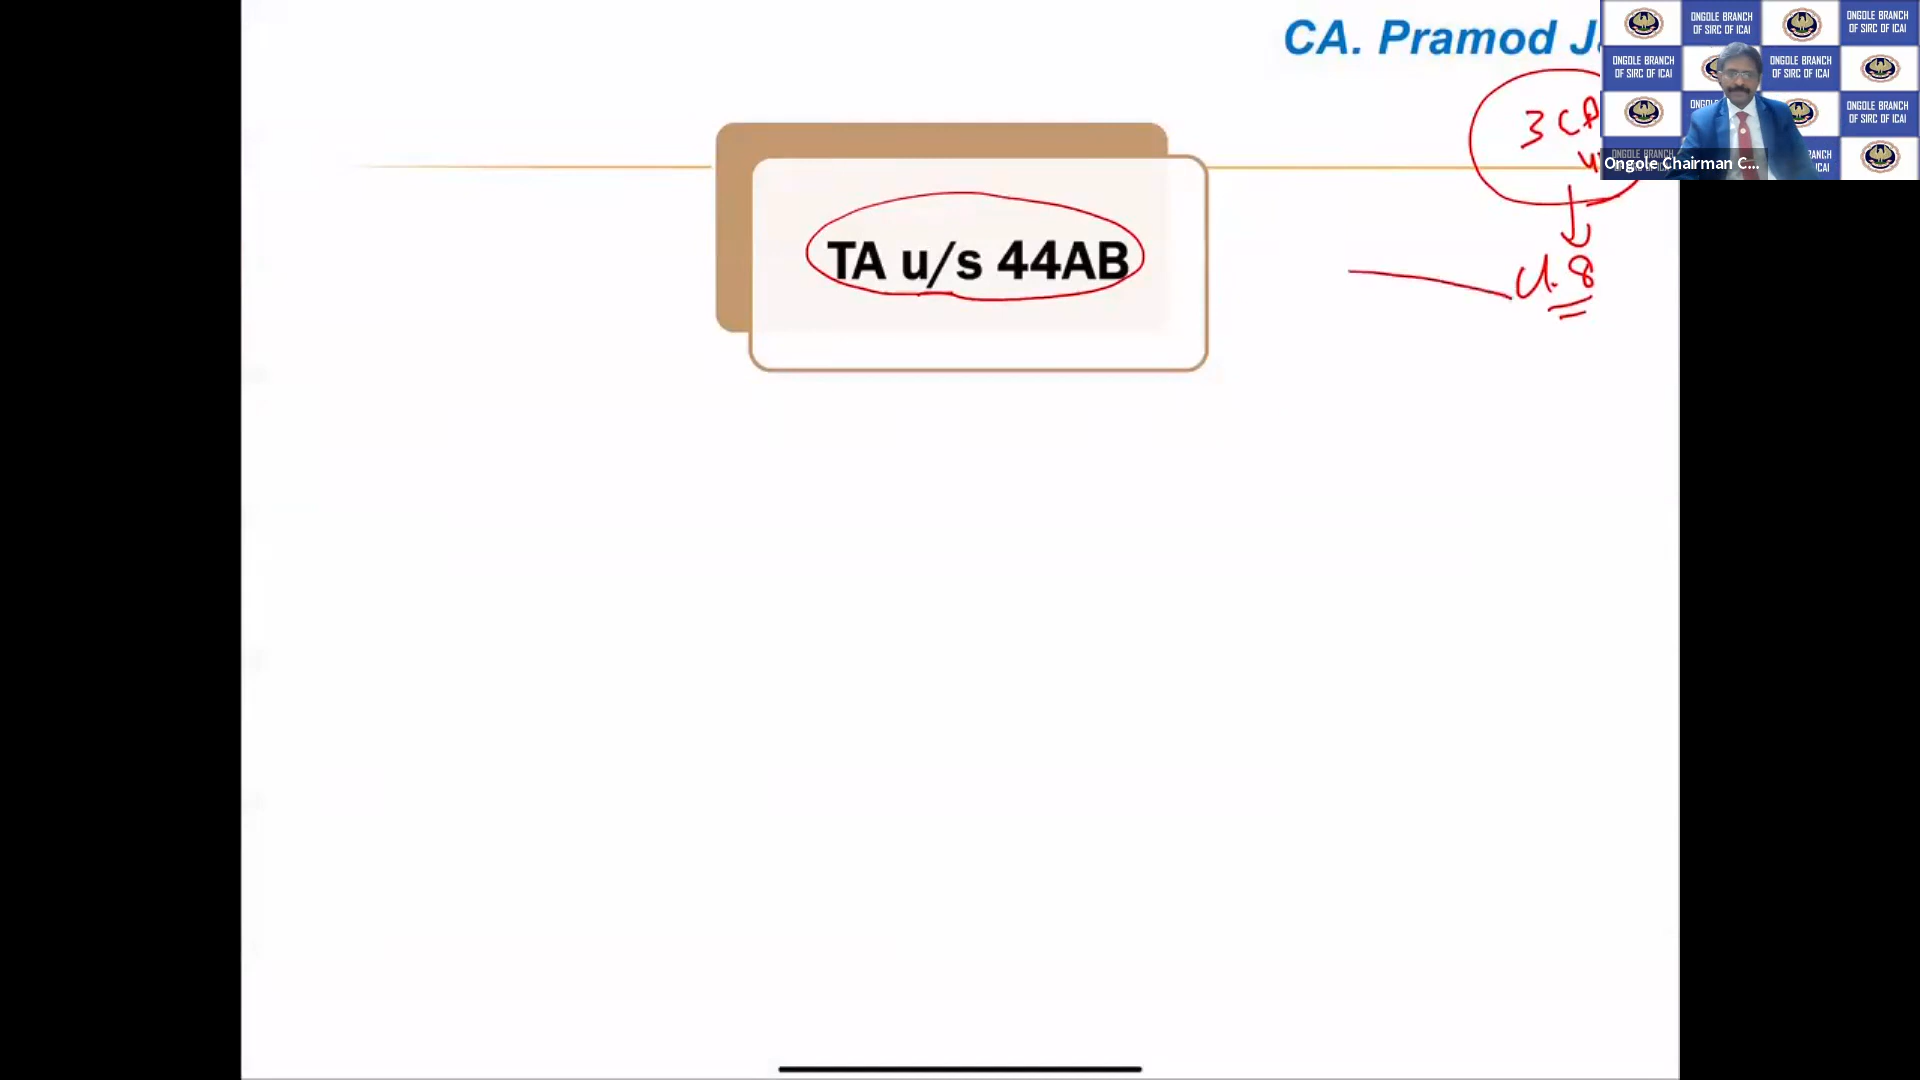 CA. Pramod J
3 CA
TA u/s 44AB
Cl. 8
ONGOLE BRANCH
OF SIRC OF ICAI
ONGOLE BRANCH
OF SIRC OF ICAI
ONGOLE BRANCH
OF SIRC OF ICAI
ONGOLE BRANCH
OF SIRC OF ICAI
ONGOLE BRANCH
OF SIRC OF ICAI
Ongole Chairman C...